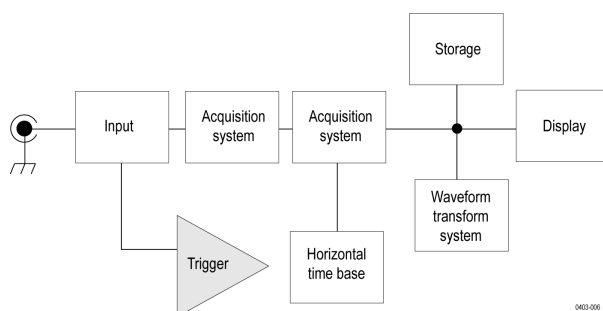 Storage
Input
Acquisition
system
Acquisition
system
Display
Waveform
transform
system
Trigger
Horizontal
time base
0403-006